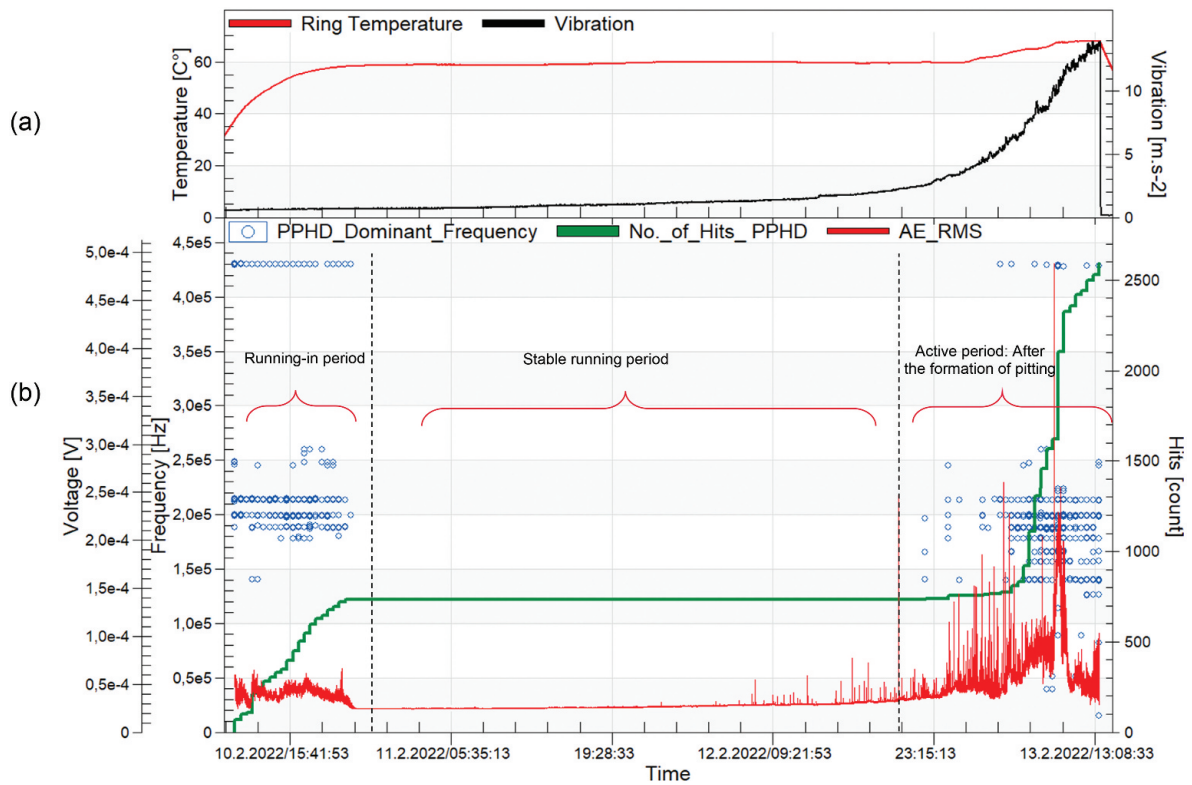 (a)
Ring Temperature Vibration
Temperature [C°]
60
40
20
0
Vibration [m.s-2]
10
5
0
(b)
PPHD_Dominant_Frequency No._of_Hits_PPHD AE_RMS
Voltage [V]
5,0e-4
4,5e-4
4,0e-4
3,5e-4
3,0e-4
2,5e-4
2,0e-4
1,5e-4
1,0e-4
0,5e-4
0
Frequency [Hz]
4,5e5
4,0e5
3,5e5
3,0e5
2,5e5
2,0e5
1,5e5
1,0e5
0,5e5
0
Running-in period
Stable running period
Active period: After
the formation of pitting
Hits [count]
2500
2000
1500
1000
500
0
10.2.2022/15:41:53 11.2.2022/05:35:13 19:28:33 12.2.2022/09:21:53 23:15:13 13.2.2022/13:08:33
Time